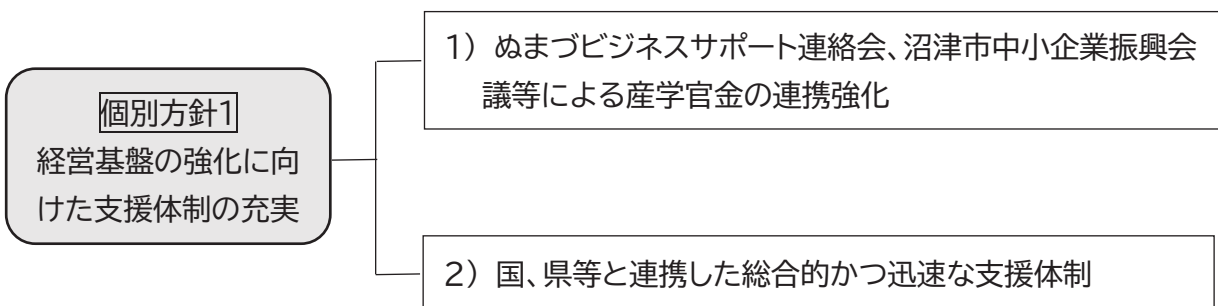 個別方針1
経営基盤の強化に向
けた支援体制の充実
1）ぬまづビジネスサポート連絡会、沼津市中小企業振興会
議等による産学官金の連携強化
2）国、県等と連携した総合的かつ迅速な支援体制